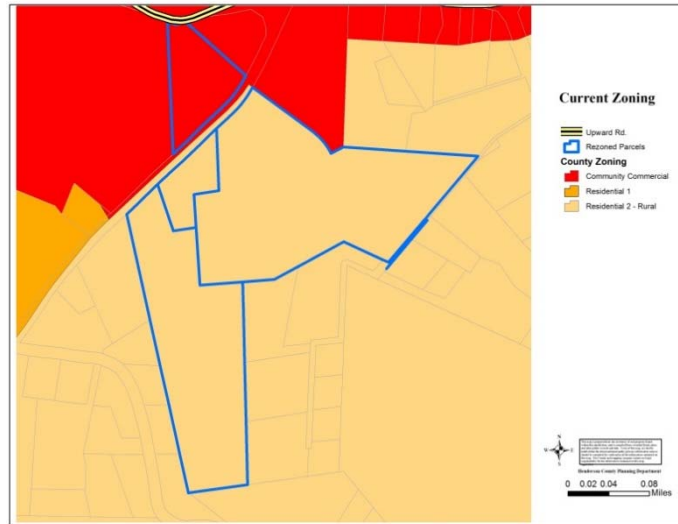 Current Zoning
Upward Rd.
Rezoned Parcels
County Zoning
Community Commercial
Residential 1
Residential 2 - Rural
N
W
E
S
Henderson County Planning Department
0 0.02 0.04 0.08
Miles